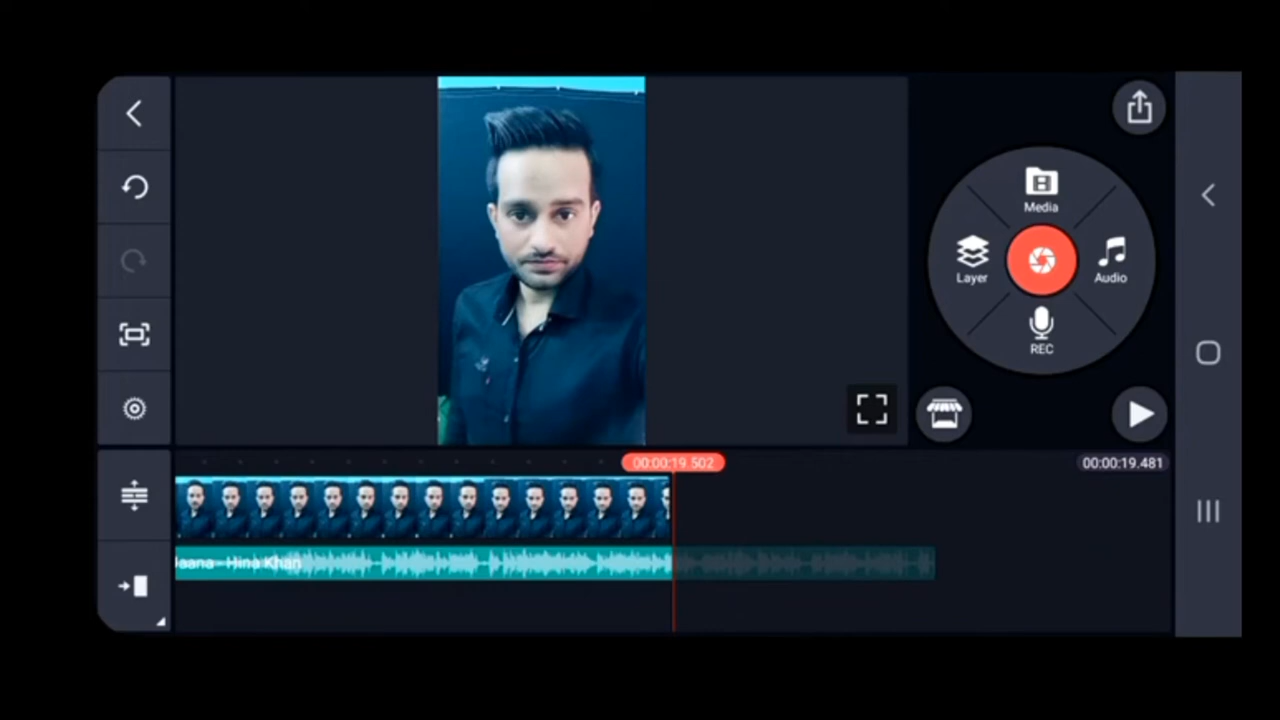 Media
Layer
Audio
REC
00:00:19.502
00:00:19.481
Jaana - Hina Khan